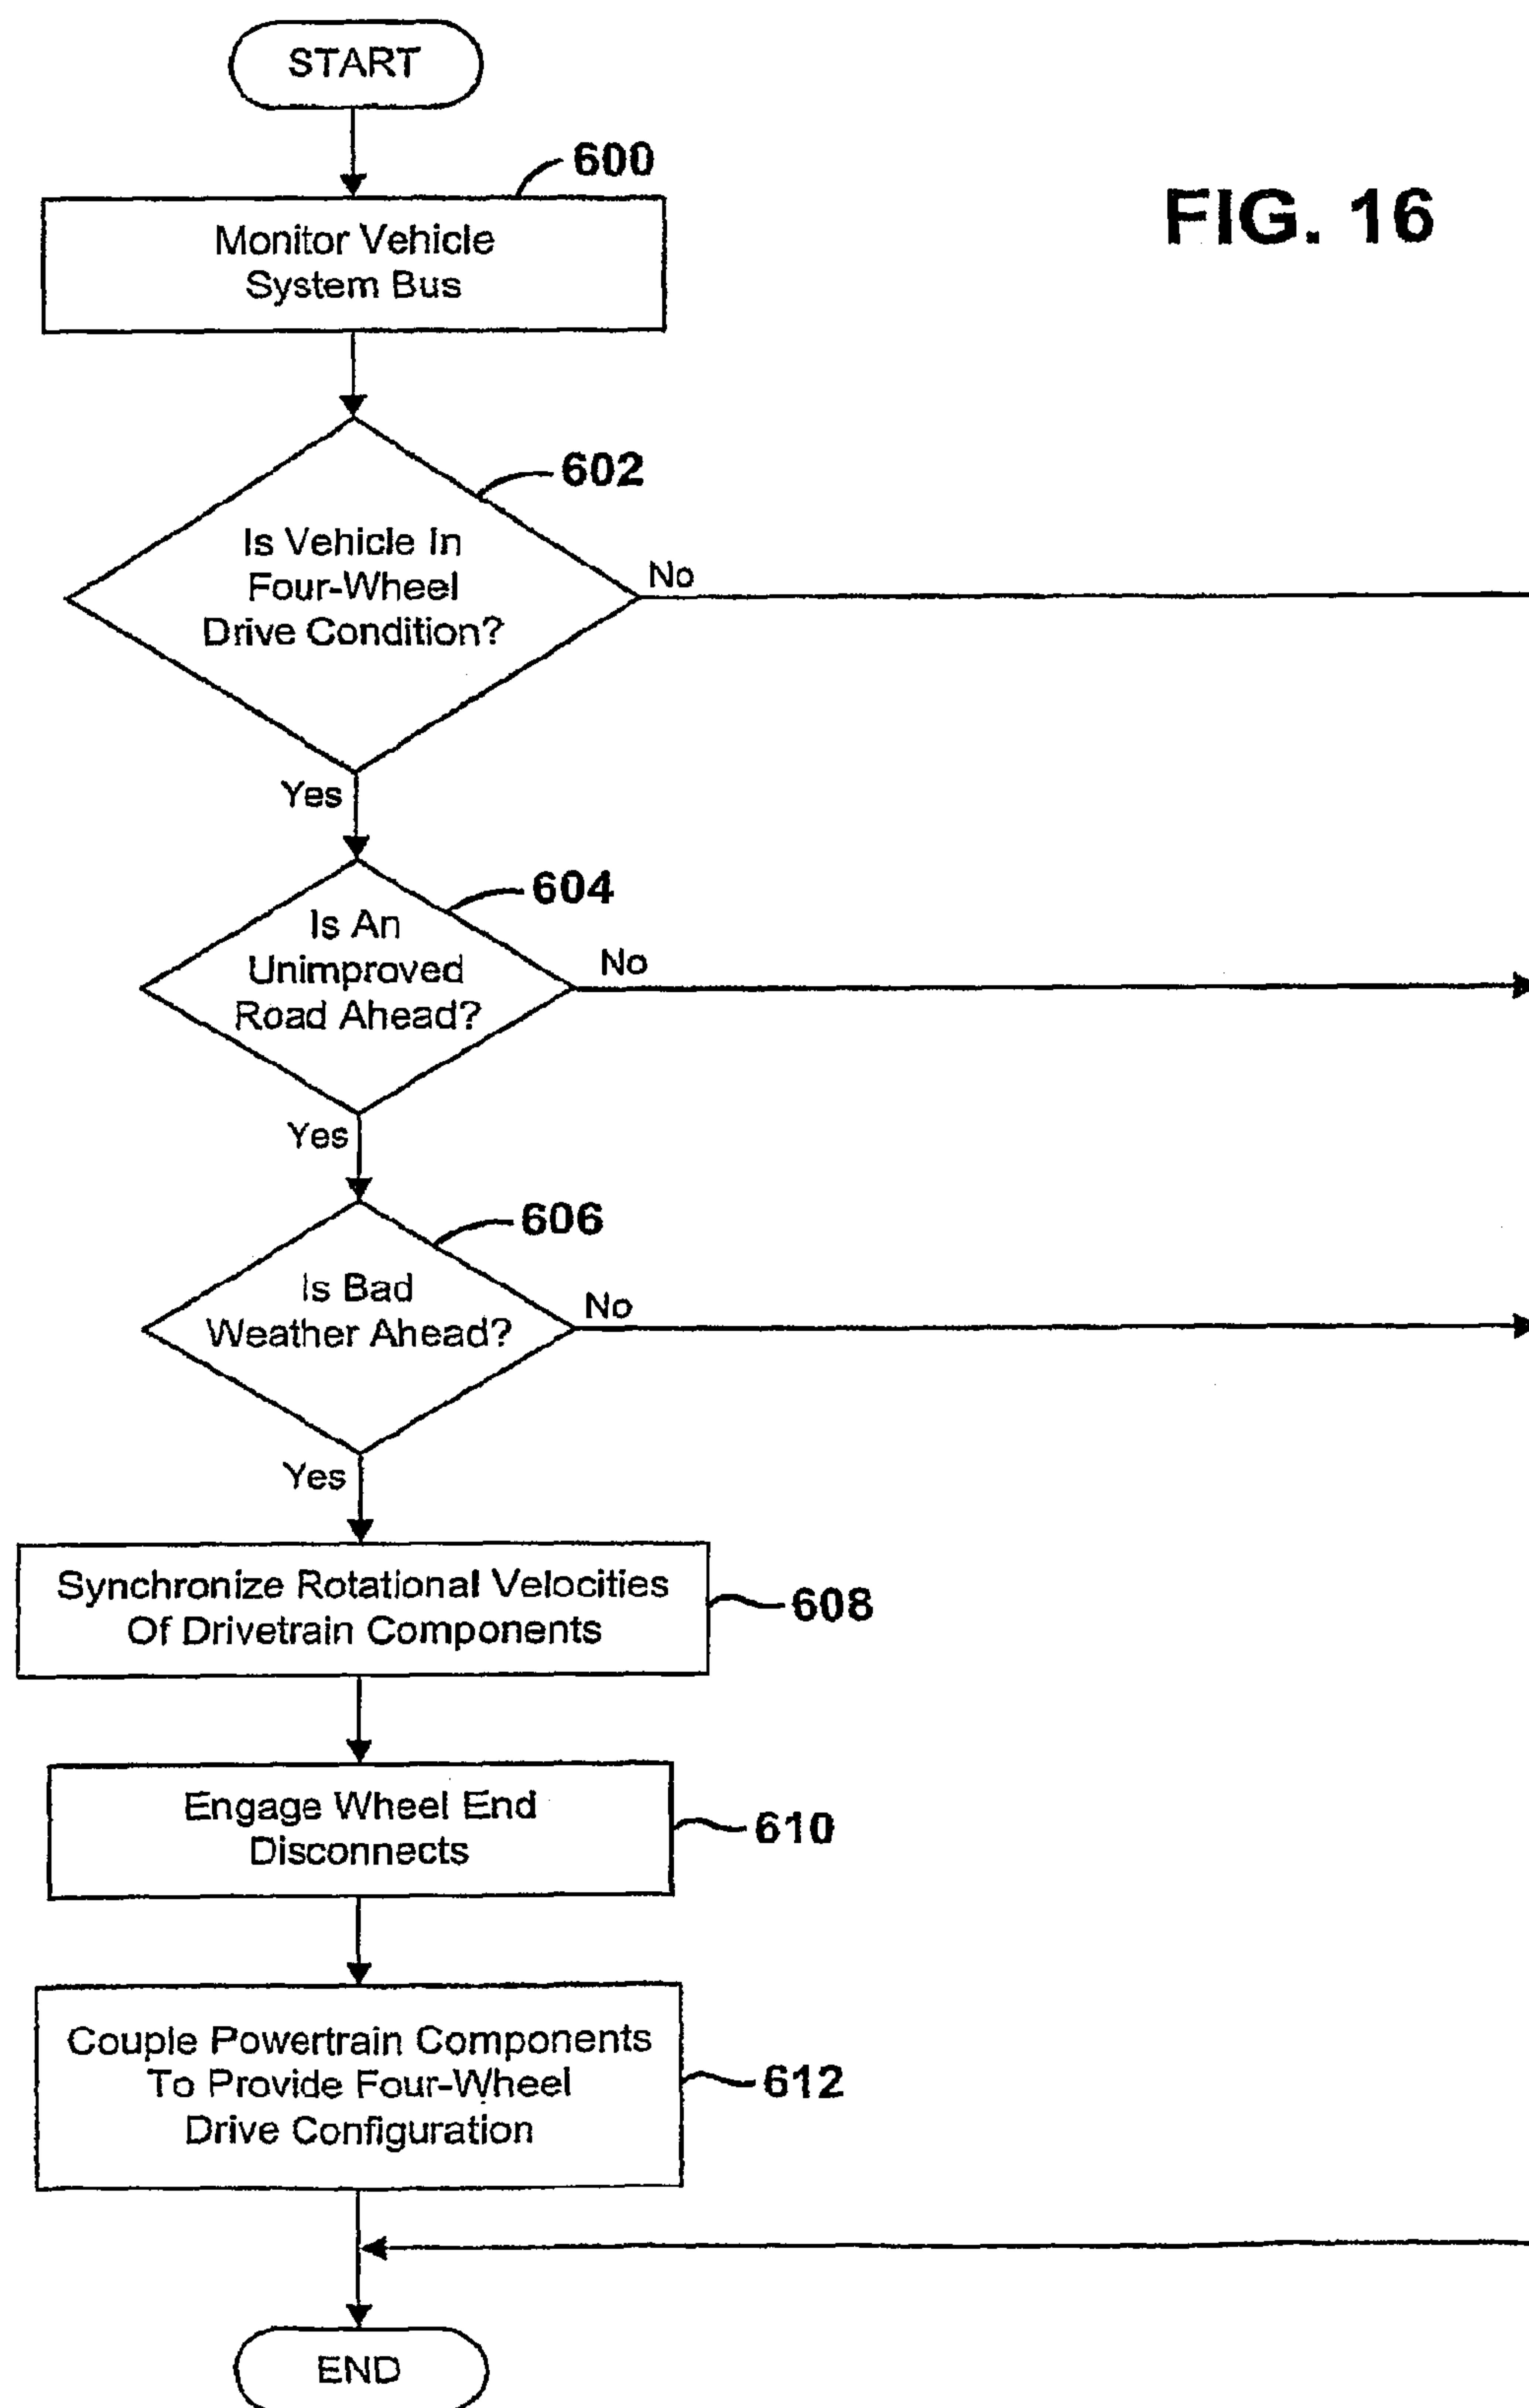 START
600
FIG. 16
Monitor Vehicle
System Bus
602
Is Vehicle In
Four-Wheel
Drive Condition?
No
Yes
604
Is An
Unimproved
Road Ahead?
No
Yes
606
Is Bad
Weather Ahead?
No
Yes
Synchronize Rotational Velocities
Of Drivetrain Components
608
Engage Wheel End
Disconnects
610
Couple Powertrain Components
To Provide Four-Wheel
Drive Configuration
612
END